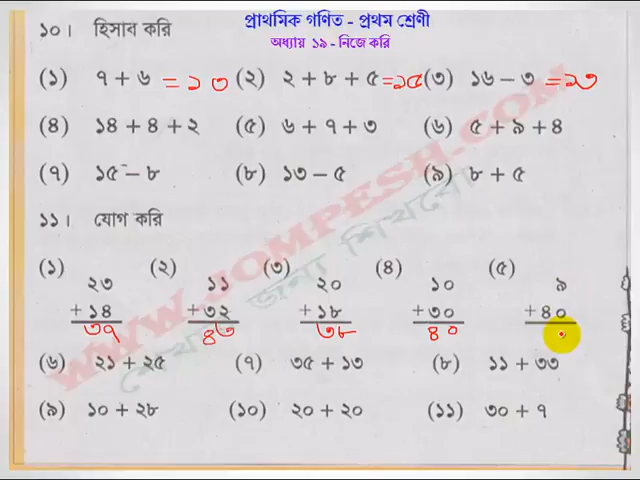 প্রাথমিক গণিত - প্রথম শ্রেণী
১০। হিসাব করি
অধ্যায় ১৯ - নিজে করি
(১) ৭ + ৬ = ১৩ (২) ২ + ৮ + ৫ = ১৫ (৩) ১৬ – ৩ = ১৩
(৪) ১৪ + ৪ + ২ (৫) ৬ + ৭ + ৩ (৬) ৫ + ৯ + ৪
(৭) ১৫ – ৮ (৮) ১৩ – ৫ (৯) ৮ + ৫
১১। যোগ করি
(১) (২) (৩) (৪) (৫)
২৩ ১১ ২০ ১০ ৯
+ ১৪ + ৩২ + ১৮ + ৩০ + ৪০
৩৭ ৪৩ ৩৮ ৪০
(৬) ২১ + ২৫ (৭) ৩৫ + ১৩ (৮) ১১ + ৩৩
(৯) ১০ + ২৮ (১০) ২০ + ২০ (১১) ৩০ + ৭
WWW.JOMPESH.COM
শেখার জন্য শিখবো